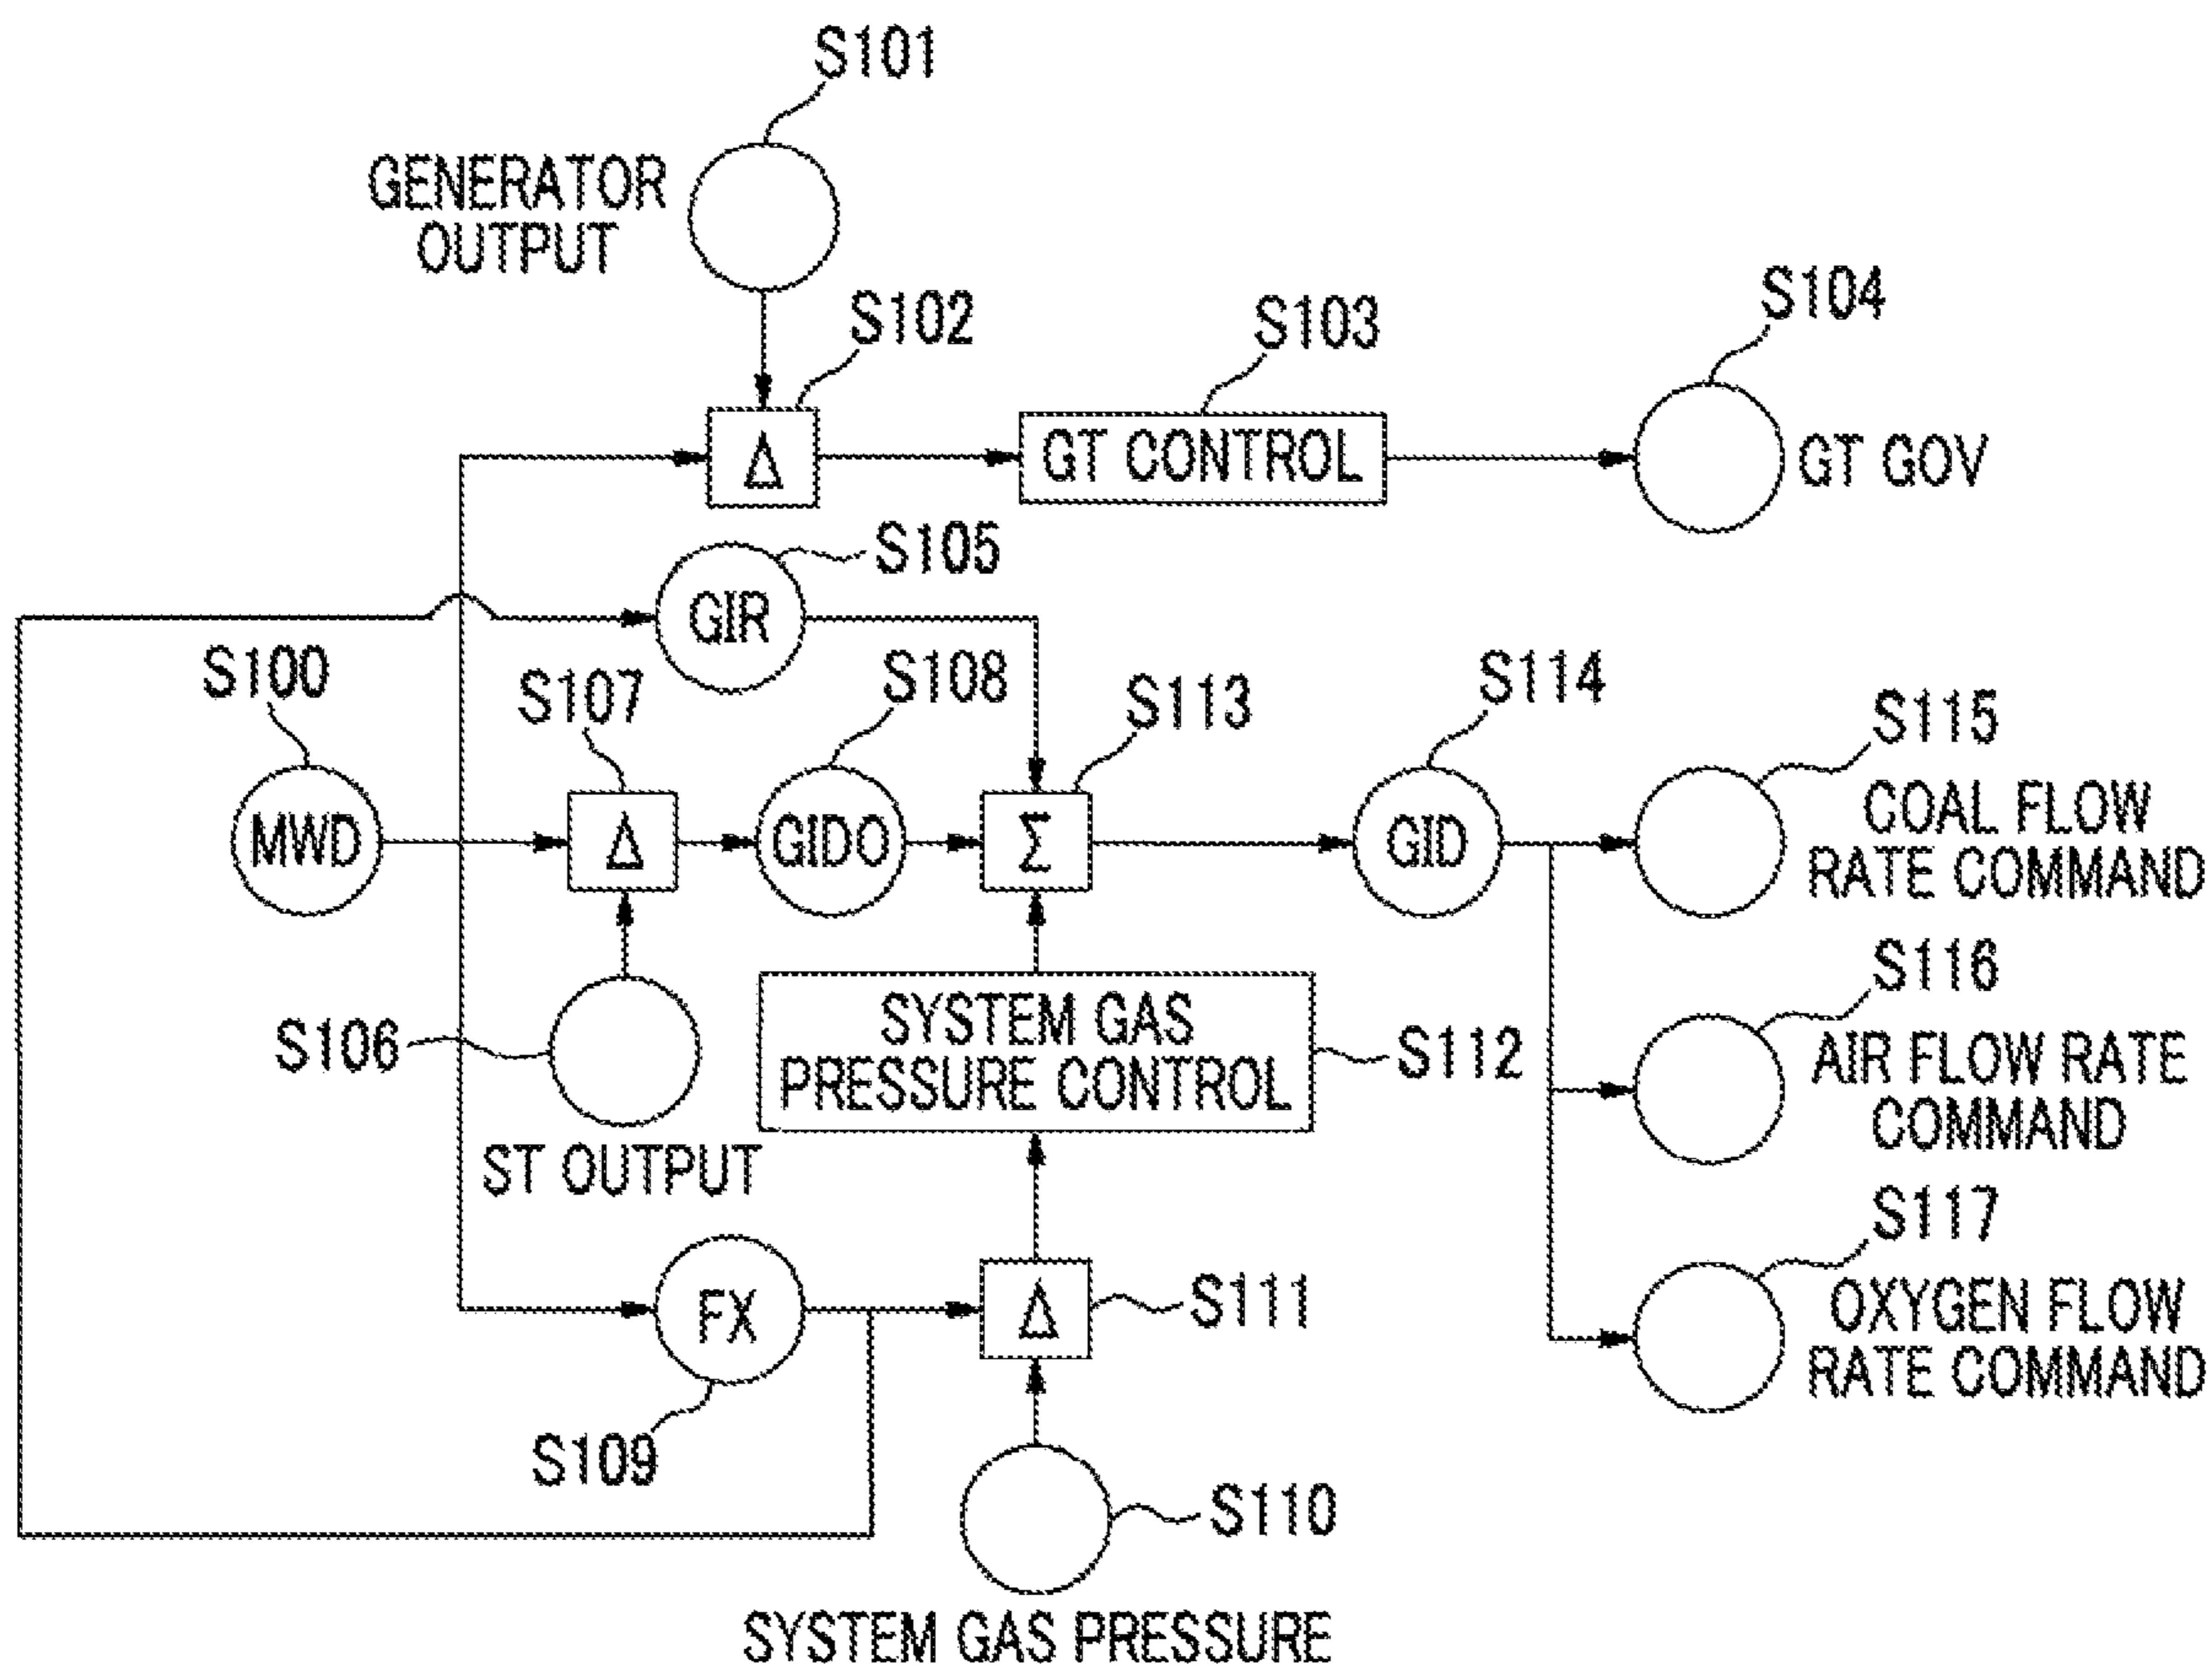 S101
GENERATOR
OUTPUT
S102
S103
S104
Δ
GT CONTROL
GT GOV
S105
GIR
S100
S107
S108
S113
S114
S115
MWD
Δ
GIDO
Σ
GID
COAL FLOW
RATE COMMAND
S106
ST OUTPUT
SYSTEM GAS
PRESSURE CONTROL
S112
S116
AIR FLOW RATE
COMMAND
S117
OXYGEN FLOW
RATE COMMAND
FX
Δ
S111
S109
S110
SYSTEM GAS PRESSURE